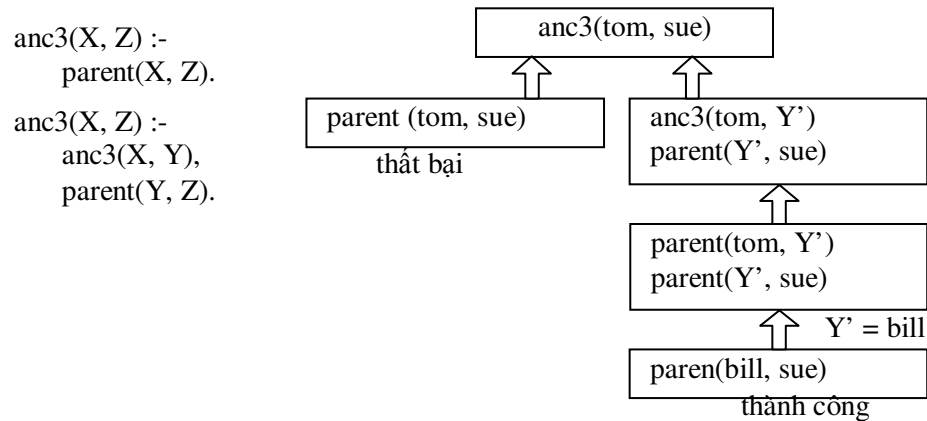 anc3(X, Z) :-
parent(X, Z).
anc3(X, Z) :-
anc3(X, Y),
parent(Y, Z).
anc3(tom, sue)
parent (tom, sue)
thất bại
anc3(tom, Y’)
parent(Y’, sue)
parent(tom, Y’)
parent(Y’, sue)
Y’ = bill
paren(bill, sue)
thành công